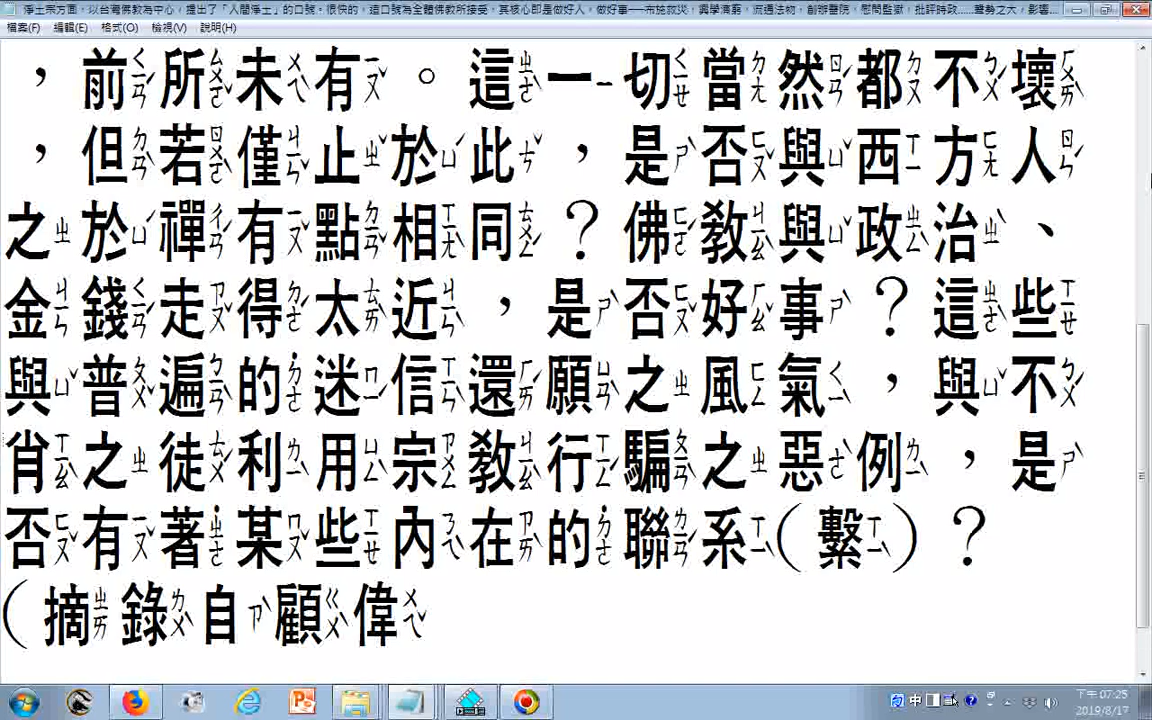 淨土宗方面，以台灣佛教為中心，提出了「人間淨土」的口號。很快的，這口號為全體佛教所接受，其核心即是做好人，做好事──布施救災，興學濟窮，流通法物，創辦醫院，慰問監獄，批評時政……聲勢之大，影響...
檔案(F) 編輯(E) 格式(O) 檢視(V) 說明(H)
，前所未有。這一切當然都不壞
，但若僅止於此，是否與西方人
之於禪有點相同？佛教與政治、
金錢走得太近，是否好事？這些
與普遍的迷信還願之風氣，與不
肖之徒利用宗教行騙之惡例，是
否有著某些內在的聯系(繫)？
(摘錄自顧偉
中
下午 07:25
2019/8/17